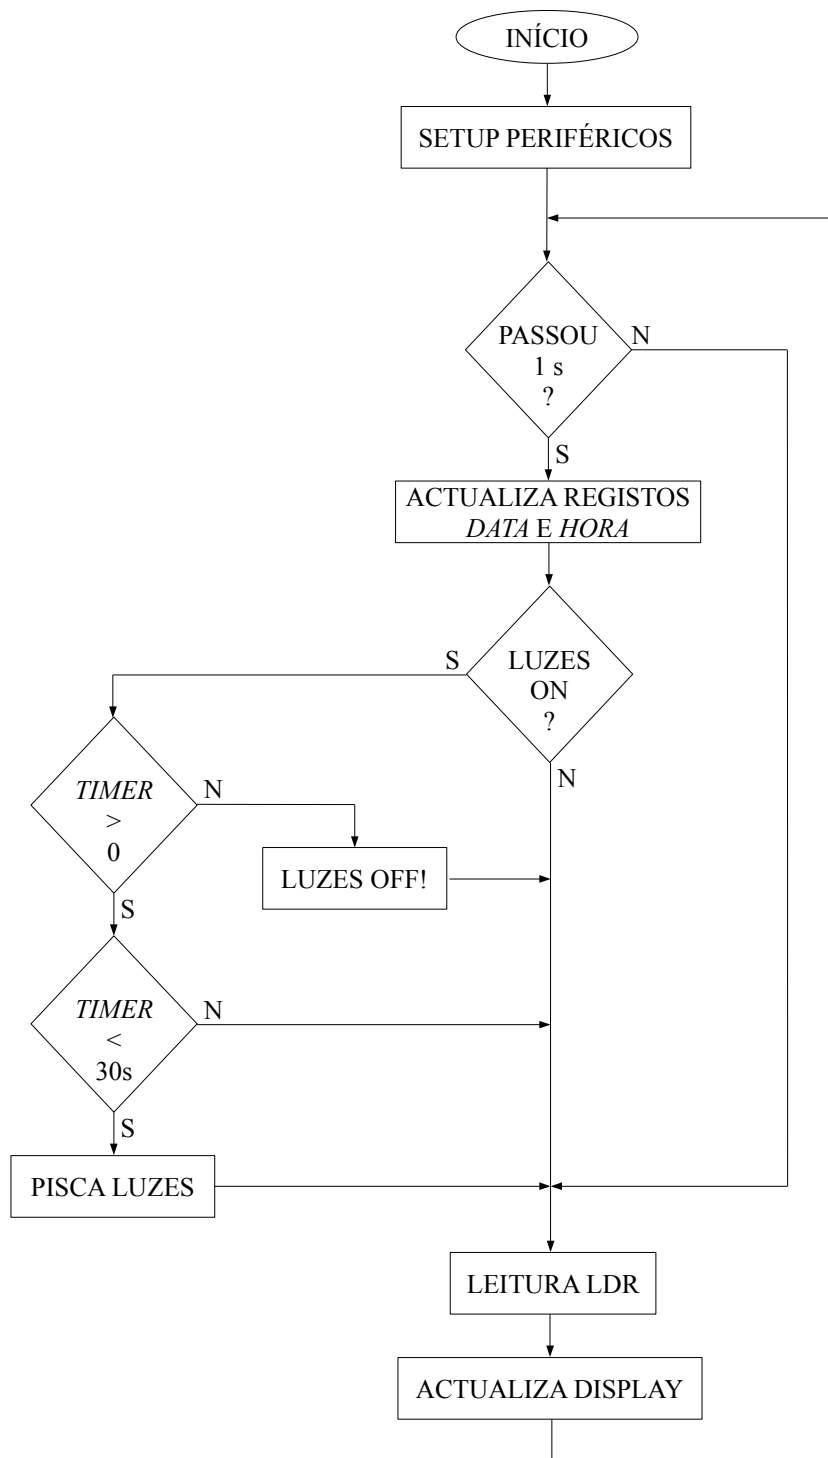 INÍCIO
SETUP PERIFÉRICOS
PASSOU
1 s
?
N
S
ACTUALIZA REGISTOS
DATA E HORA
LUZES
ON
?
S
N
TIMER
>
0
N
S
LUZES OFF!
TIMER
<
30s
N
S
PISCA LUZES
LEITURA LDR
ACTUALIZA DISPLAY